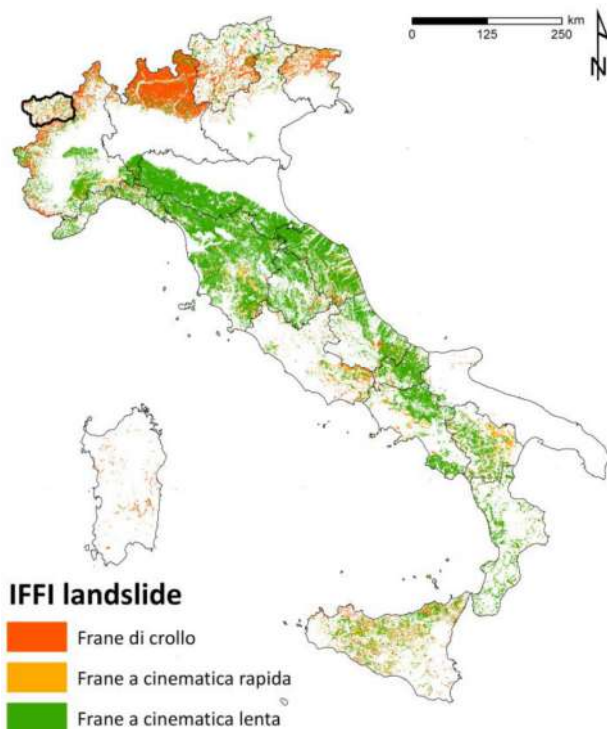 km
0 125 250
N
IFFI landslide
Frane di crollo
Frane a cinematica rapida
Frane a cinematica lenta